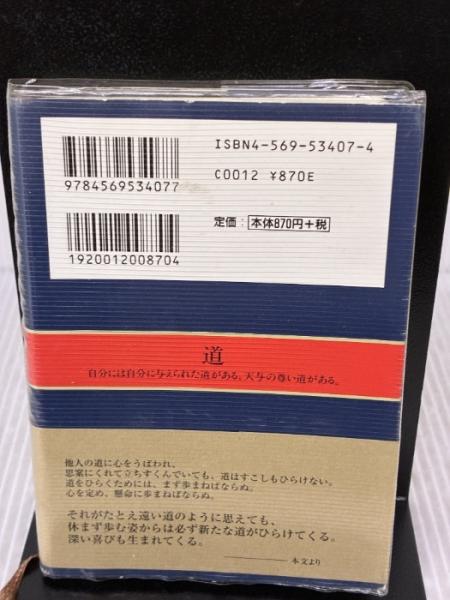 ISBN4-569-53407-4
C0012 ¥870E
9784569534077
定価：本体870円+税
1920012008704
道
自分には自分に与えられた道がある。天与の尊い道がある。
他人の道に心をうばわれ、
思案にくれて立ちすくんでいても、道はすこしもひらけない。
道をひらくためには、まず歩まねばならぬ。
心を定め、懸命に歩まねばならぬ。
それがたとえ遠い道のように思えても、
休まず歩む姿からは必ず新たな道がひらけてくる。
深い喜びも生まれてくる。
本文より